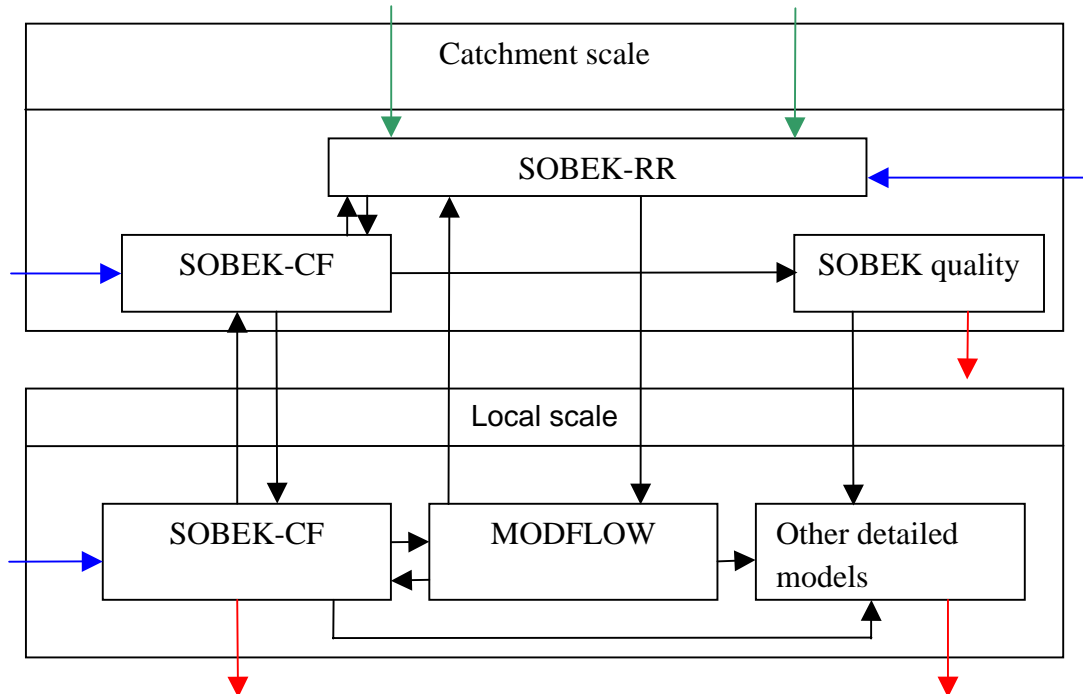 Catchment scale
SOBEK-RR
SOBEK-CF
SOBEK quality
Local scale
SOBEK-CF
MODFLOW
Other detailed
models